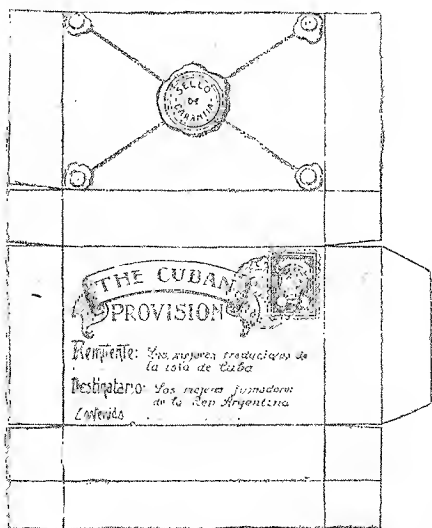 SELLO
DE
GARANTIA
THE CUBAN
PROVISION
Remitente: Los mejores productores de
la isla de Cuba
Destinatario: Los mejores fumadores
de la Rep Argentina
Contenido